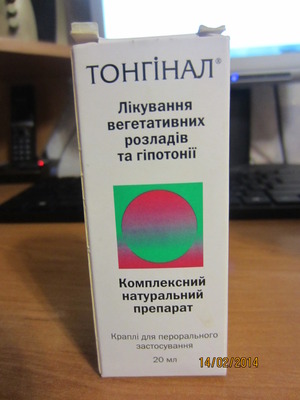 ТОНГІНАЛ®
Лікування
вегетативних
розладів
та гіпотонії
Комплексний
натуральний
препарат
Краплі для перорального
застосування
20 мл
14/02/2014